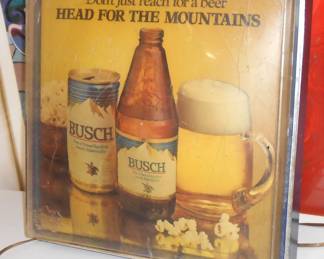 Don't just reach for a beer
HEAD FOR THE MOUNTAINS
BUSCH
BUSCH